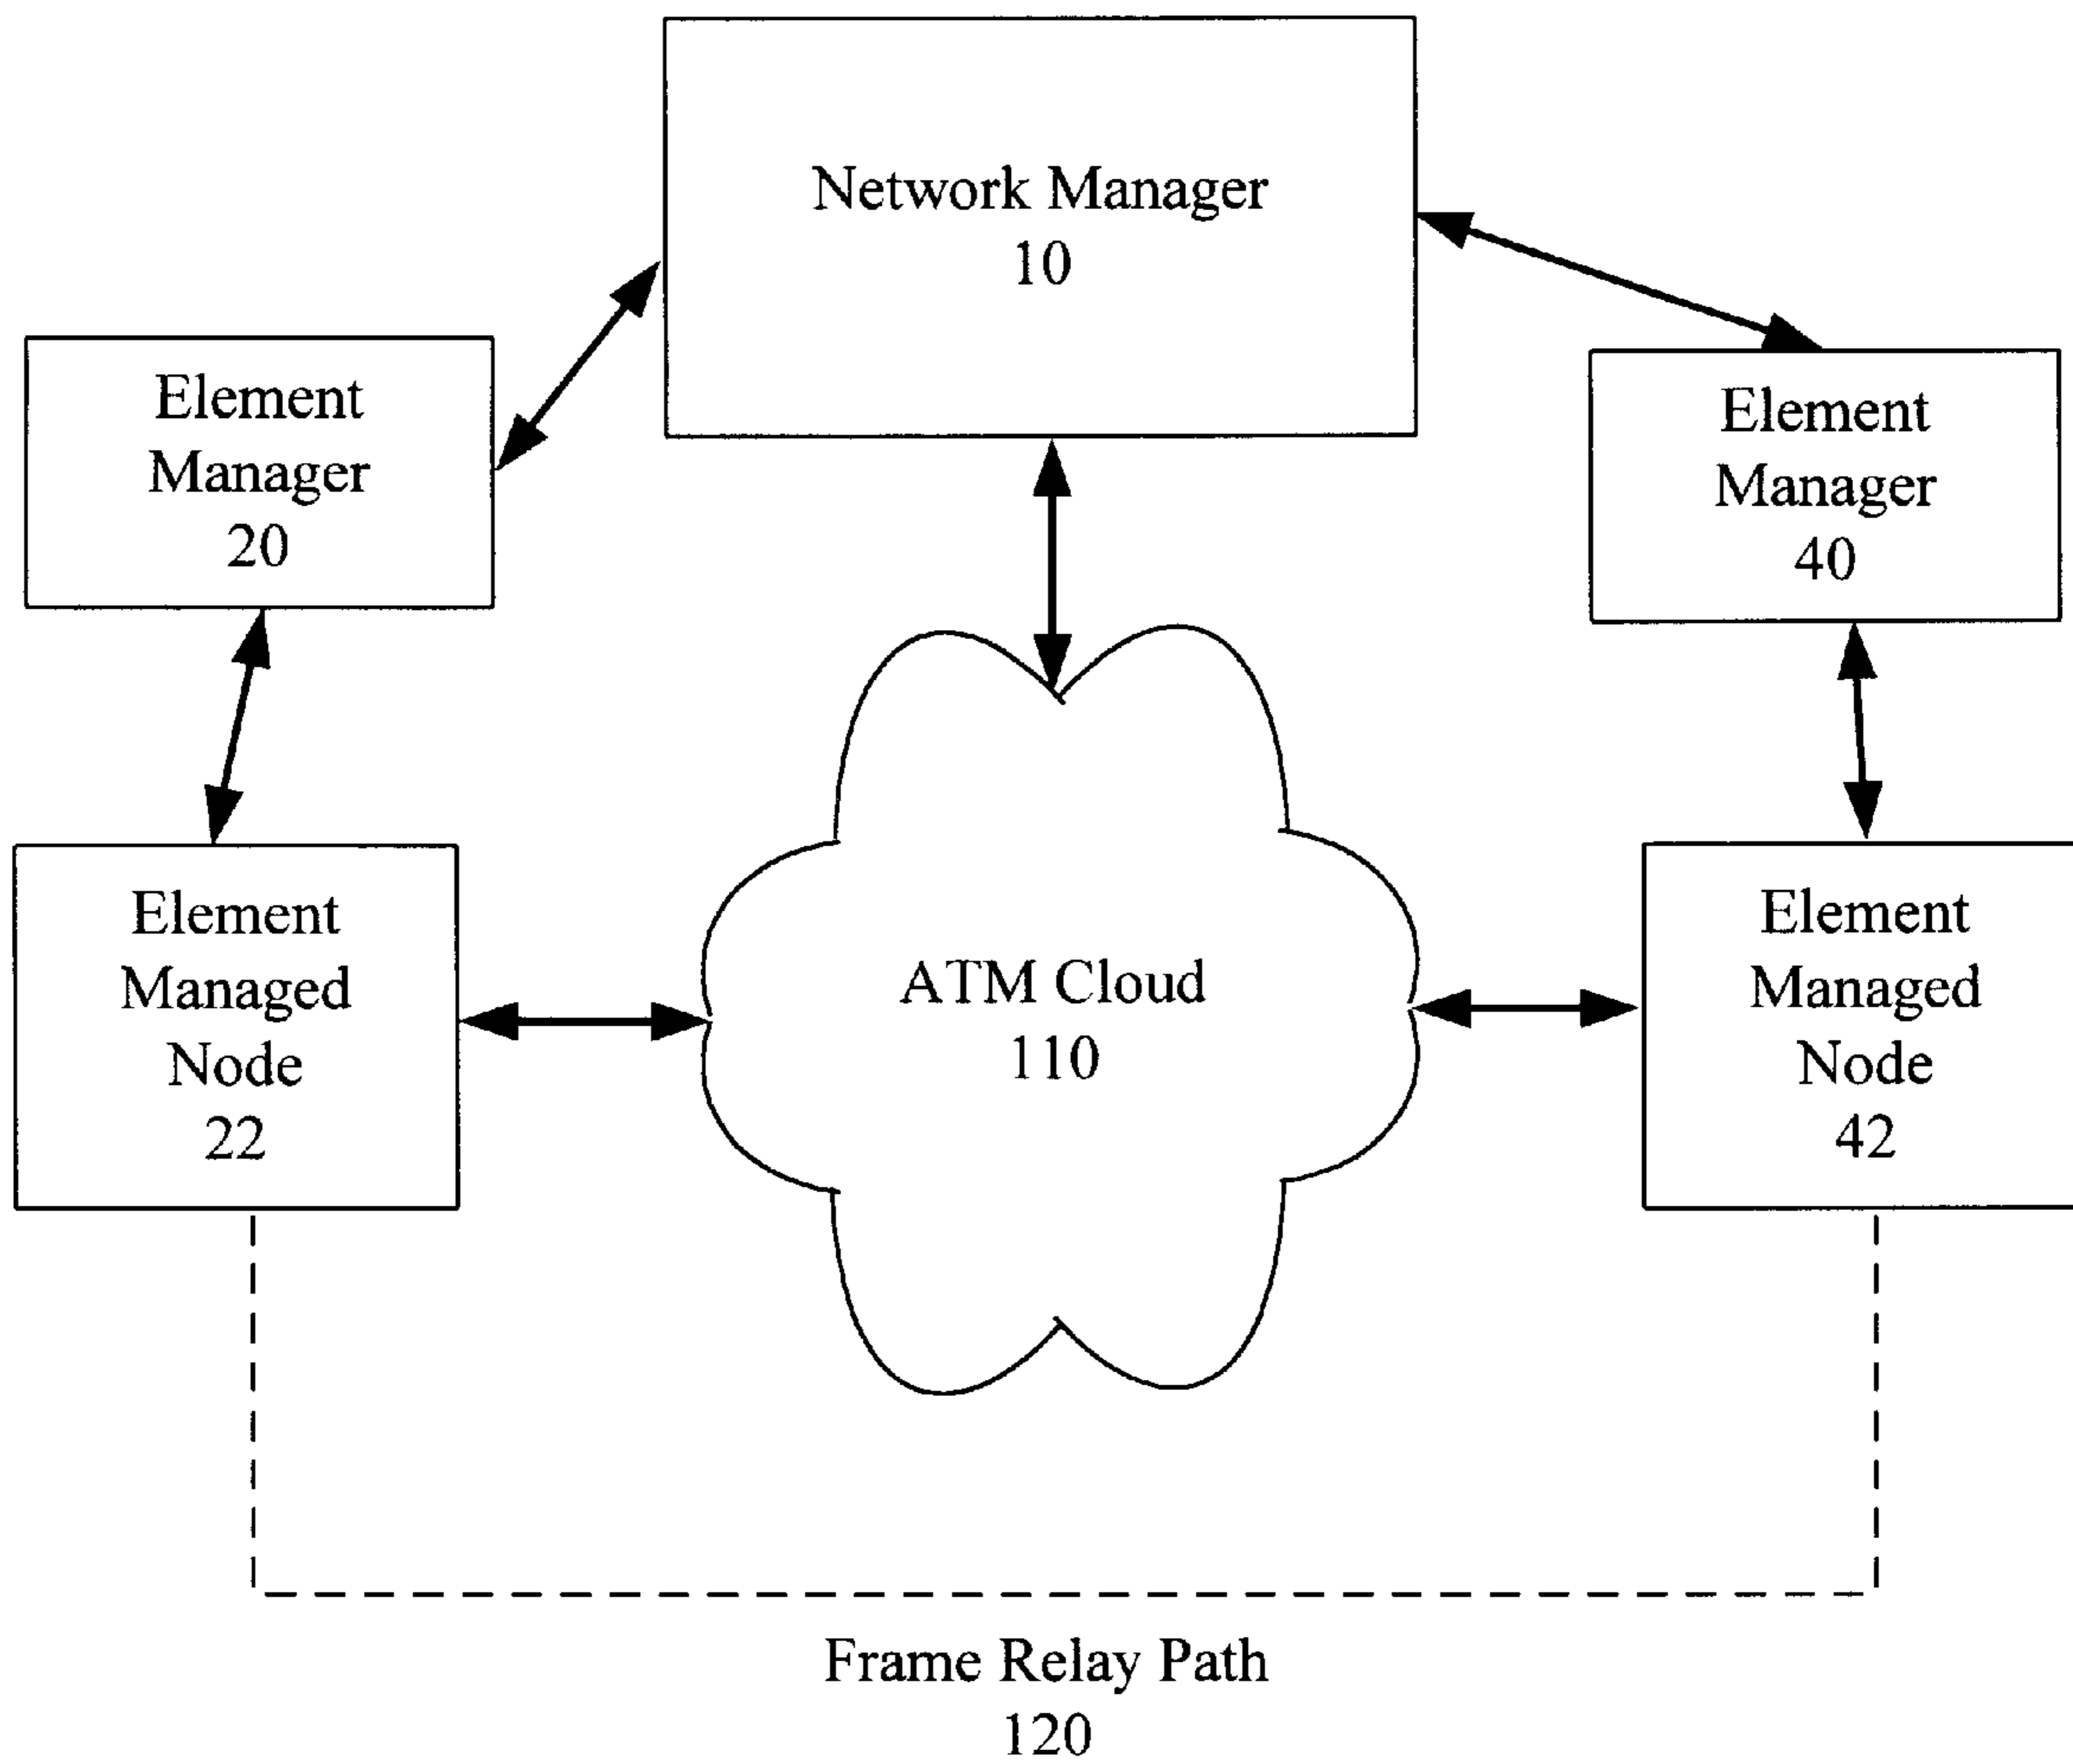 Network Manager
10
Element
Manager
20
Element
Manager
40
Element
Managed
Node
22
ATM Cloud
110
Element
Managed
Node
42
Frame Relay Path
120